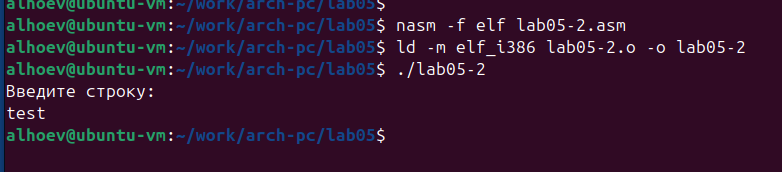 alhoev@ubuntu-vm:~/work/arch-pc/lab05$
alhoev@ubuntu-vm:~/work/arch-pc/lab05$ nasm -f elf lab05-2.asm
alhoev@ubuntu-vm:~/work/arch-pc/lab05$ ld -m elf_i386 lab05-2.o -o lab05-2
alhoev@ubuntu-vm:~/work/arch-pc/lab05$ ./lab05-2
Введите строку:
test
alhoev@ubuntu-vm:~/work/arch-pc/lab05$